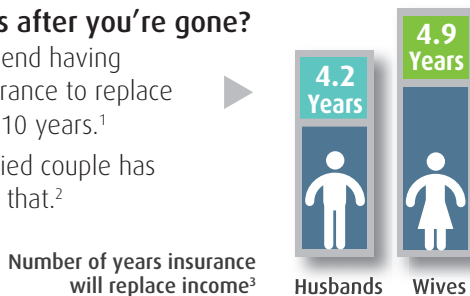 s after you're gone?
end having
rance to replace
10 years.¹
ied couple has
that.²
Number of years insurance
will replace income³
4.2
Years
4.9
Years
Husbands
Wives